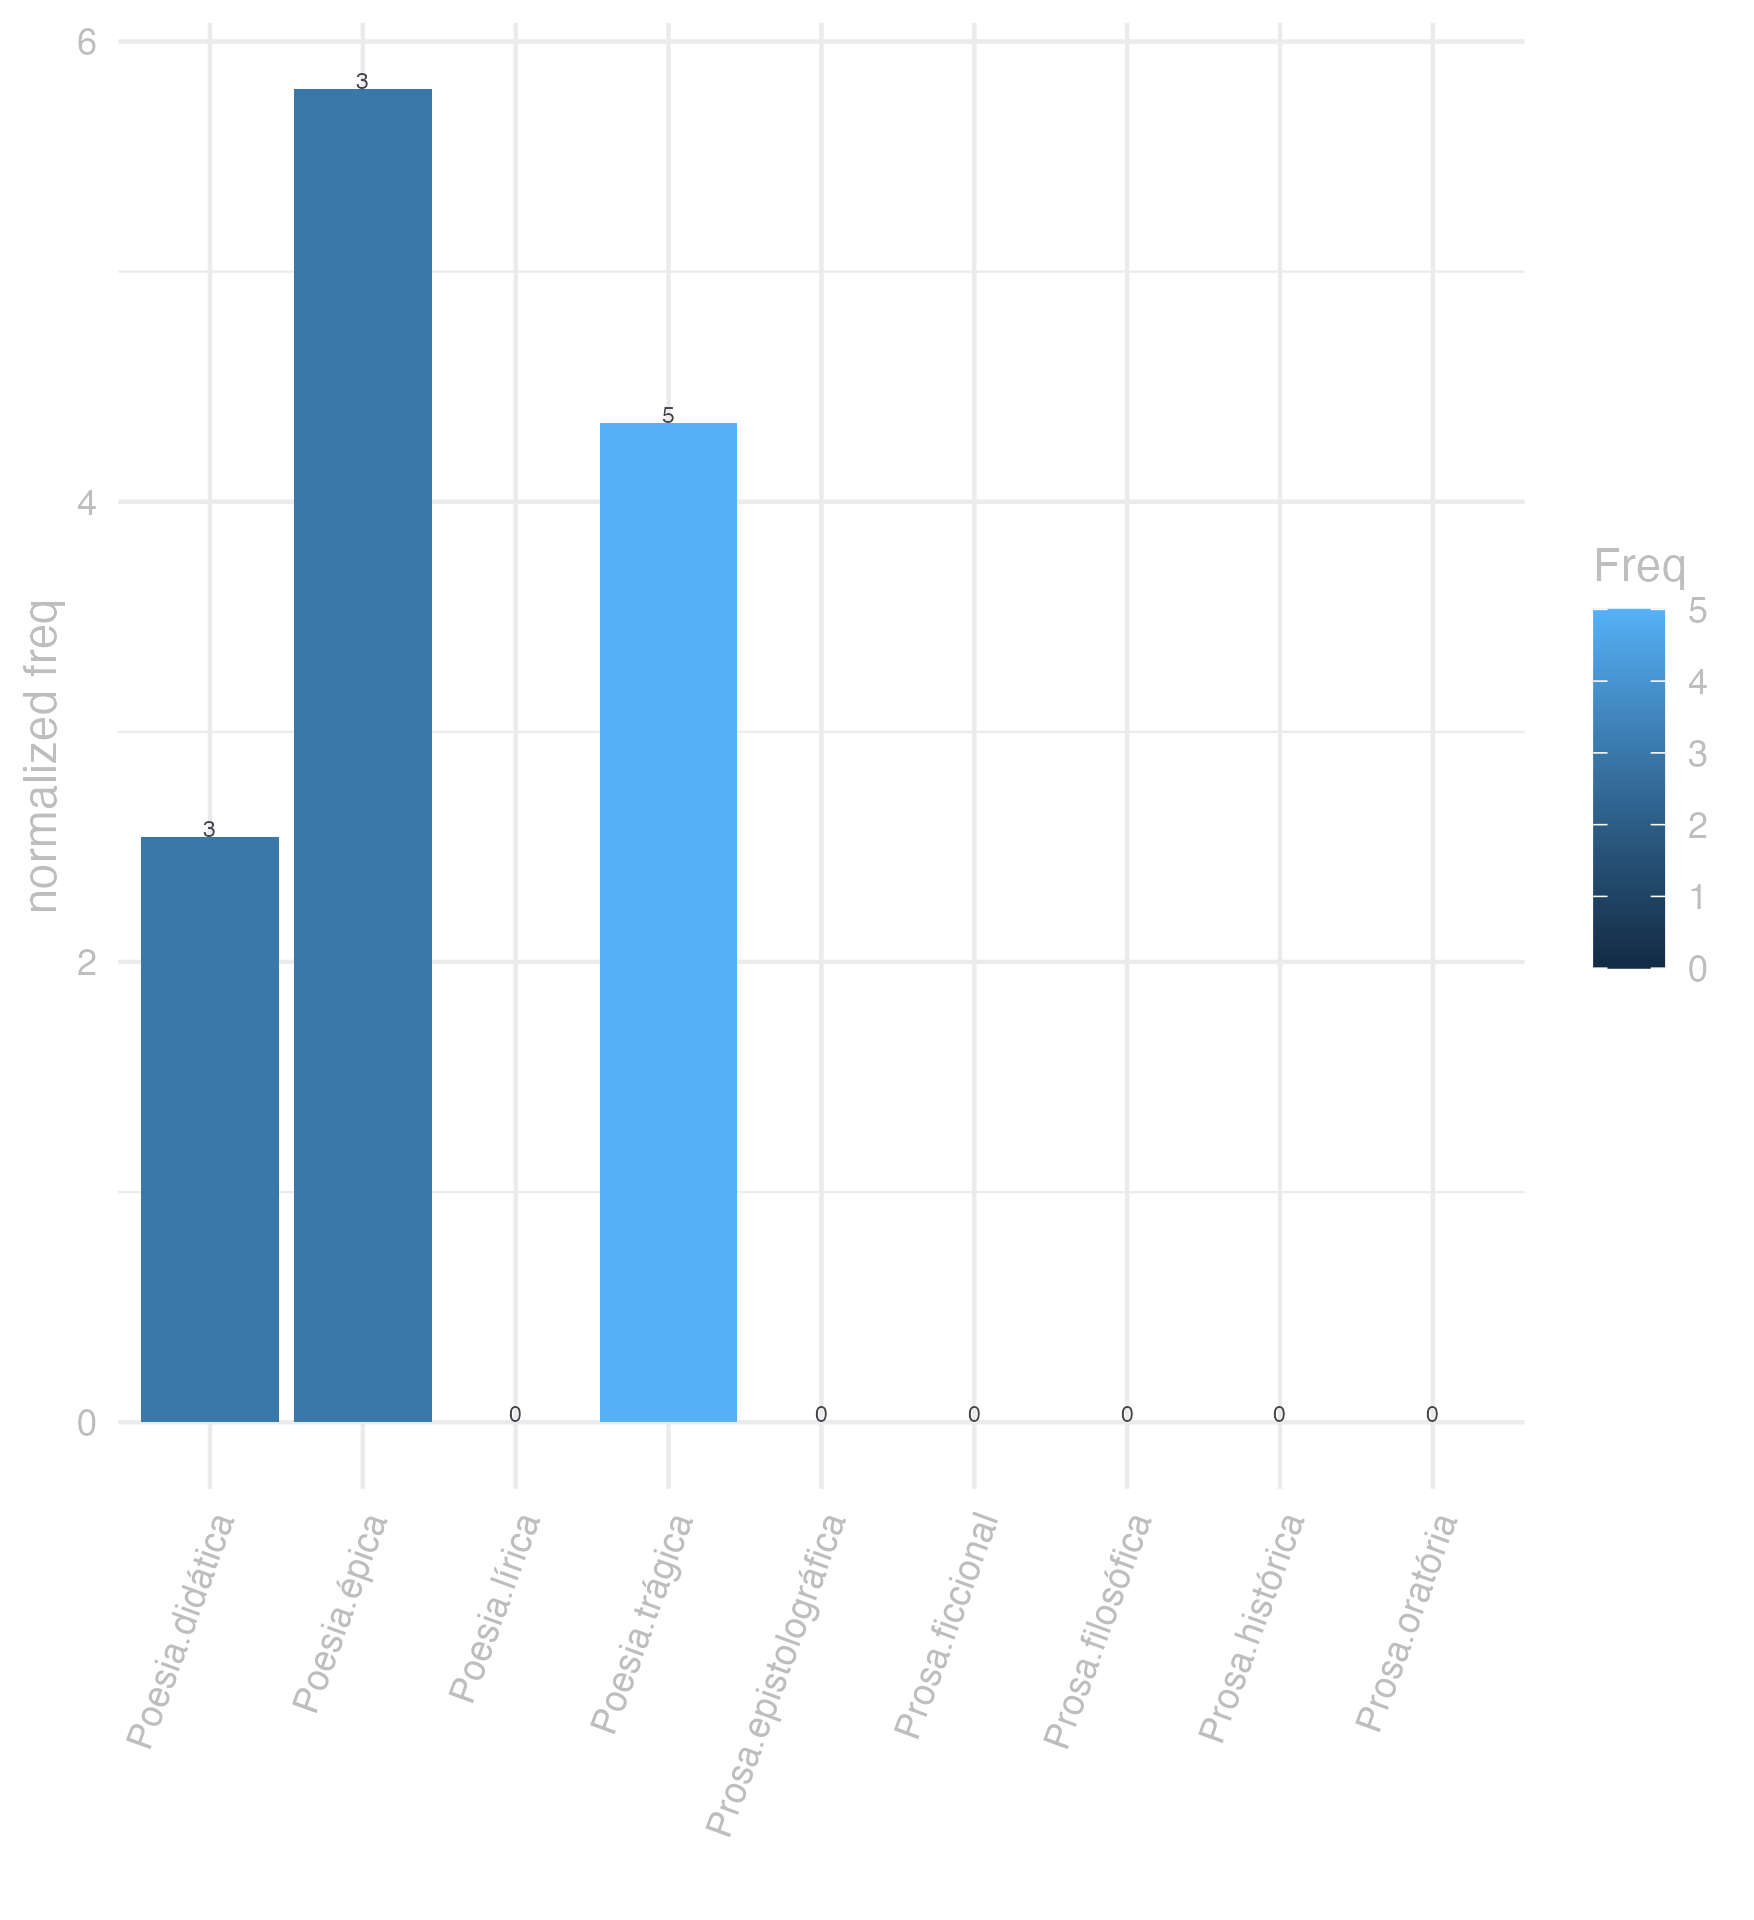 6
4
2
0
normalized freq
3
3
0
5
0
0
0
0
0
Poesia.didática
Poesia.épica
Poesia.lírica
Poesia.trágica
Prosa.epistolográfica
Prosa.ficcional
Prosa.filosófica
Prosa.histórica
Prosa.oratória
Freq
5
4
3
2
1
0